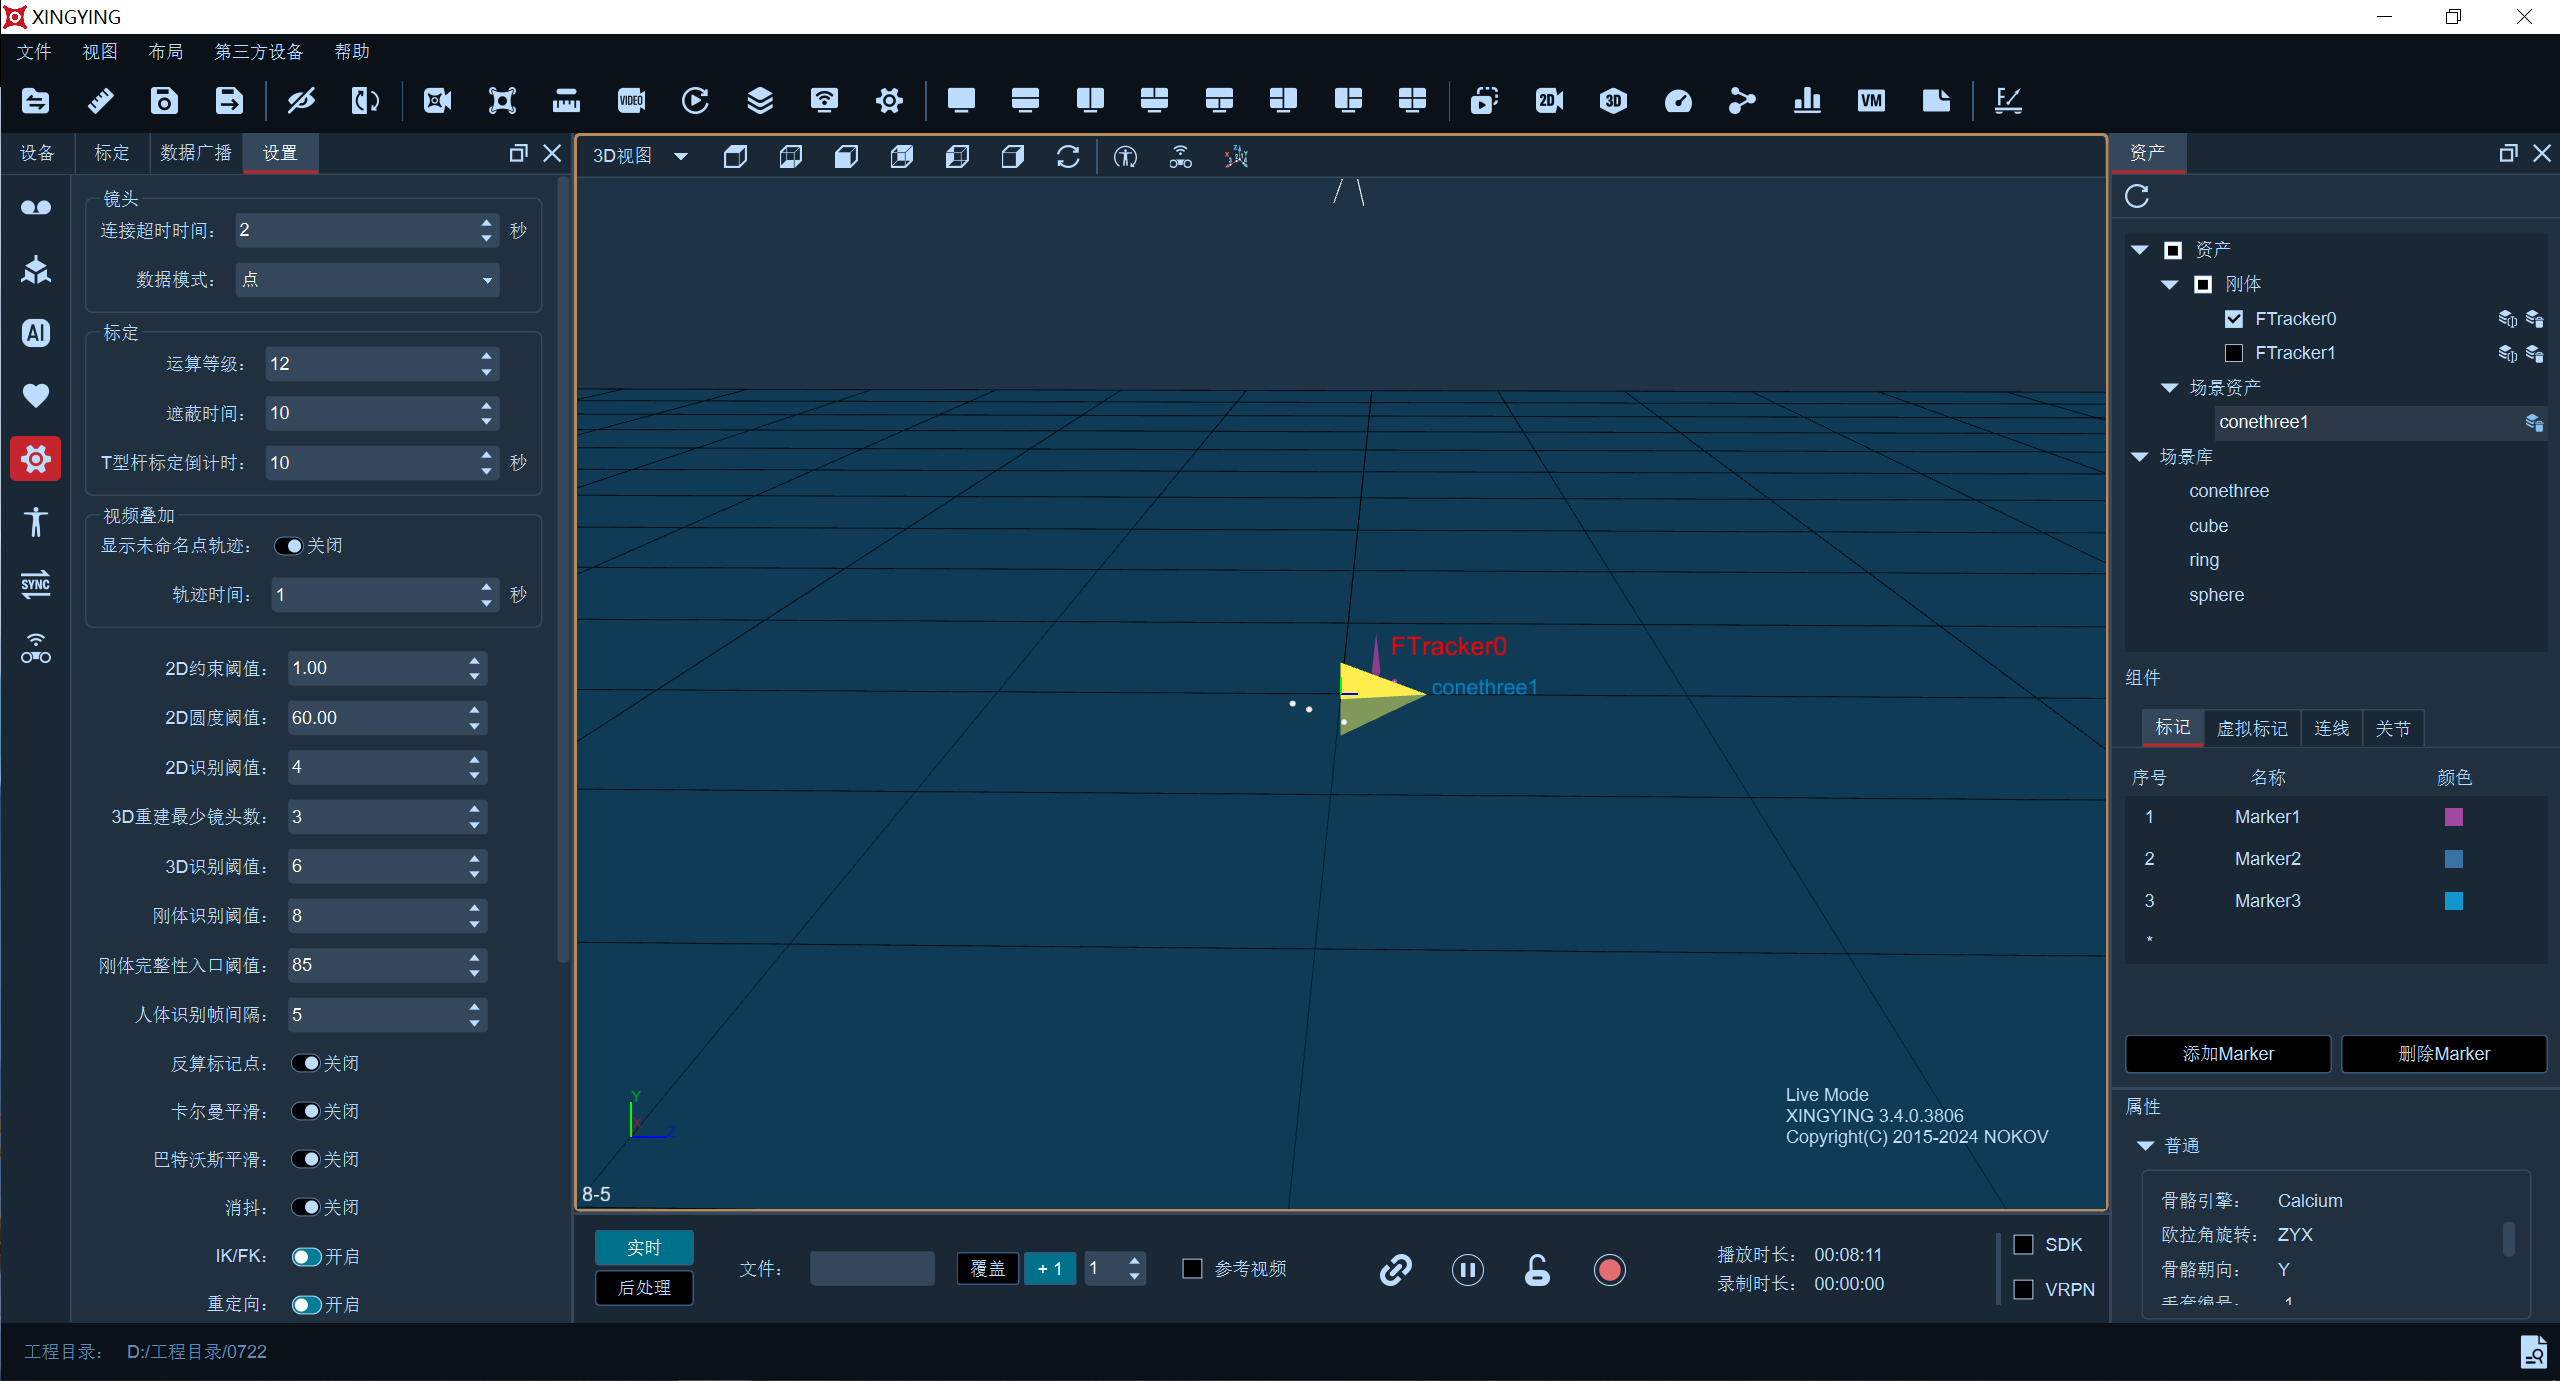 XINGYING
文件 视图 布局 第三方设备 帮助
VIDEO 2D 3D VM
设备 标定 数据广播 设置
镜头
连接超时时间： 2 秒
数据模式： 点
标定
运算等级： 12
遮蔽时间： 10
T型杆标定倒计时： 10 秒
视频叠加
显示未命名点轨迹： 关闭
轨迹时间： 1 秒
2D约束阈值： 1.00
2D圆度阈值： 60.00
2D识别阈值： 4
3D重建最少镜头数： 3
3D识别阈值： 6
刚体识别阈值： 8
刚体完整性入口阈值： 85
人体识别帧间隔： 5
反算标记点： 关闭
卡尔曼平滑： 关闭
巴特沃斯平滑： 关闭
消抖： 关闭
IK/FK： 开启
重定向： 开启
AI
SYNC
3D视图
FTracker0
conethree1
Y
X
Z
Live Mode
XINGYING 3.4.0.3806
Copyright(C) 2015-2024 NOKOV
8-5
实时
后处理
文件：
覆盖 + 1 1
参考视频
播放时长： 00:08:11
录制时长： 00:00:00
SDK
VRPN
资产
资产
刚体
FTracker0
FTracker1
场景资产
conethree1
场景库
conethree
cube
ring
sphere
组件
标记 虚拟标记 连线 关节
序号 名称 颜色
1 Marker1
2 Marker2
3 Marker3
*
添加Marker 删除Marker
属性
普通
骨骼引擎： Calcium
欧拉角旋转： ZYX
骨骼朝向： Y
手套编号： -1
工程目录： D:/工程目录/0722